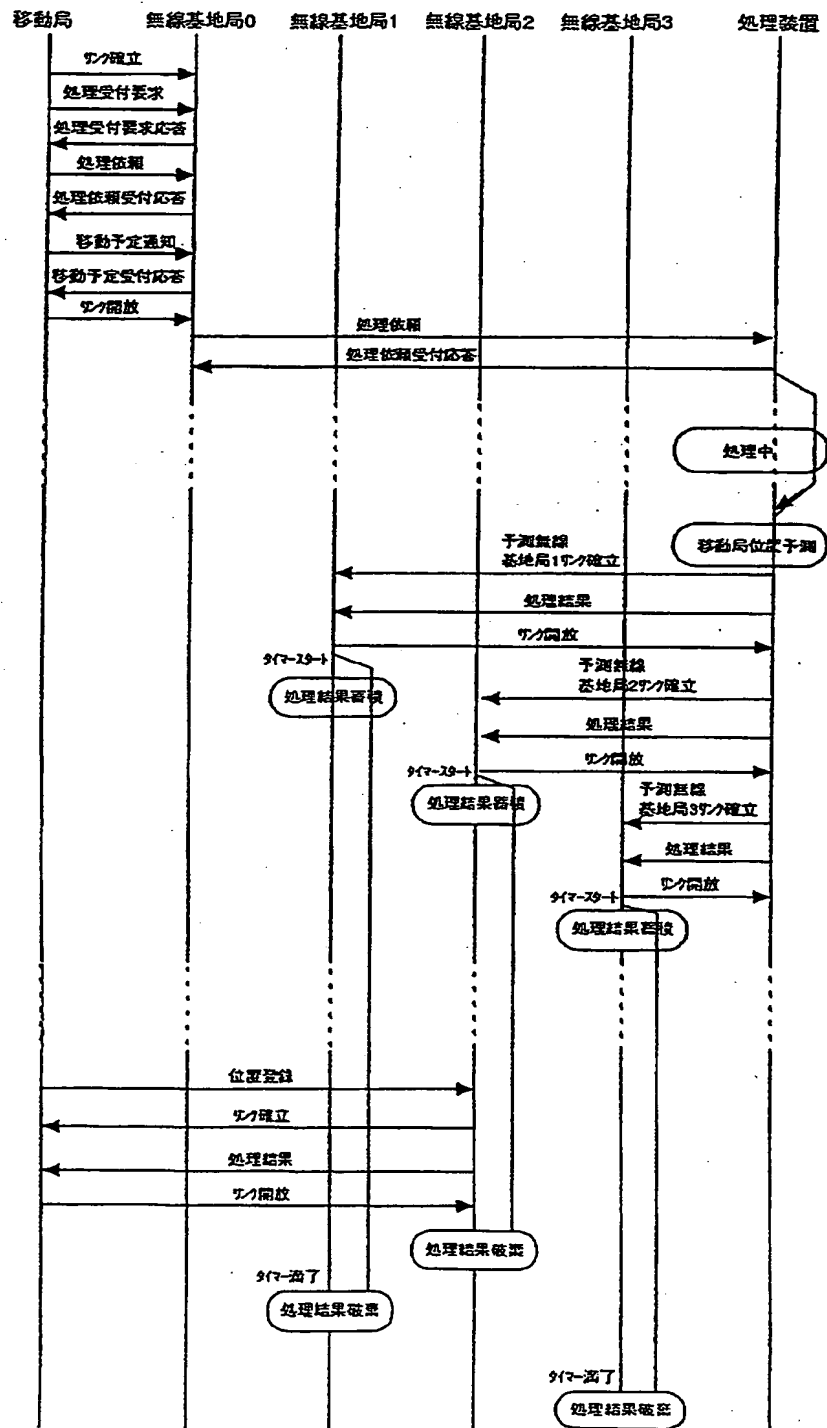 移動局 無線基地局0 無線基地局1 無線基地局2 無線基地局3 処理装置
リンク確立
処理受付要求
処理受付要求応答
処理依頼
処理依頼受付応答
移動予定通知
移動予定受付応答
リンク開放
処理依頼
処理依頼受付応答
処理中
移動局位置予測
予測無線
基地局1リンク確立
処理結果
リンク開放
タイマースタート
処理結果蓄積
予測無線
基地局2リンク確立
処理結果
リンク開放
タイマースタート
処理結果蓄積
予測無線
基地局3リンク確立
処理結果
リンク開放
タイマースタート
処理結果蓄積
位置登録
リンク確立
処理結果
リンク開放
処理結果破棄
タイマー満了
処理結果破棄
タイマー満了
処理結果破棄